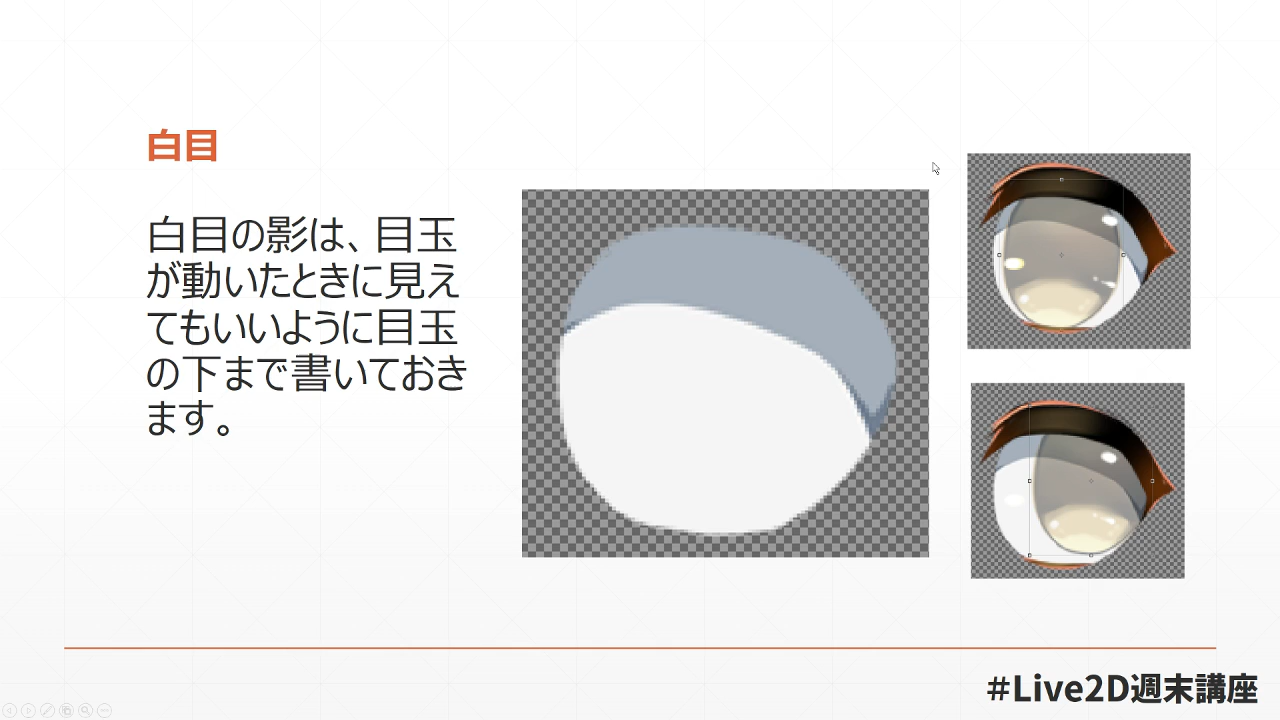 白目
白目の影は、目玉
が動いたときに見え
てもいいように目玉
の下まで書いておき
ます。
#Live2D週末講座